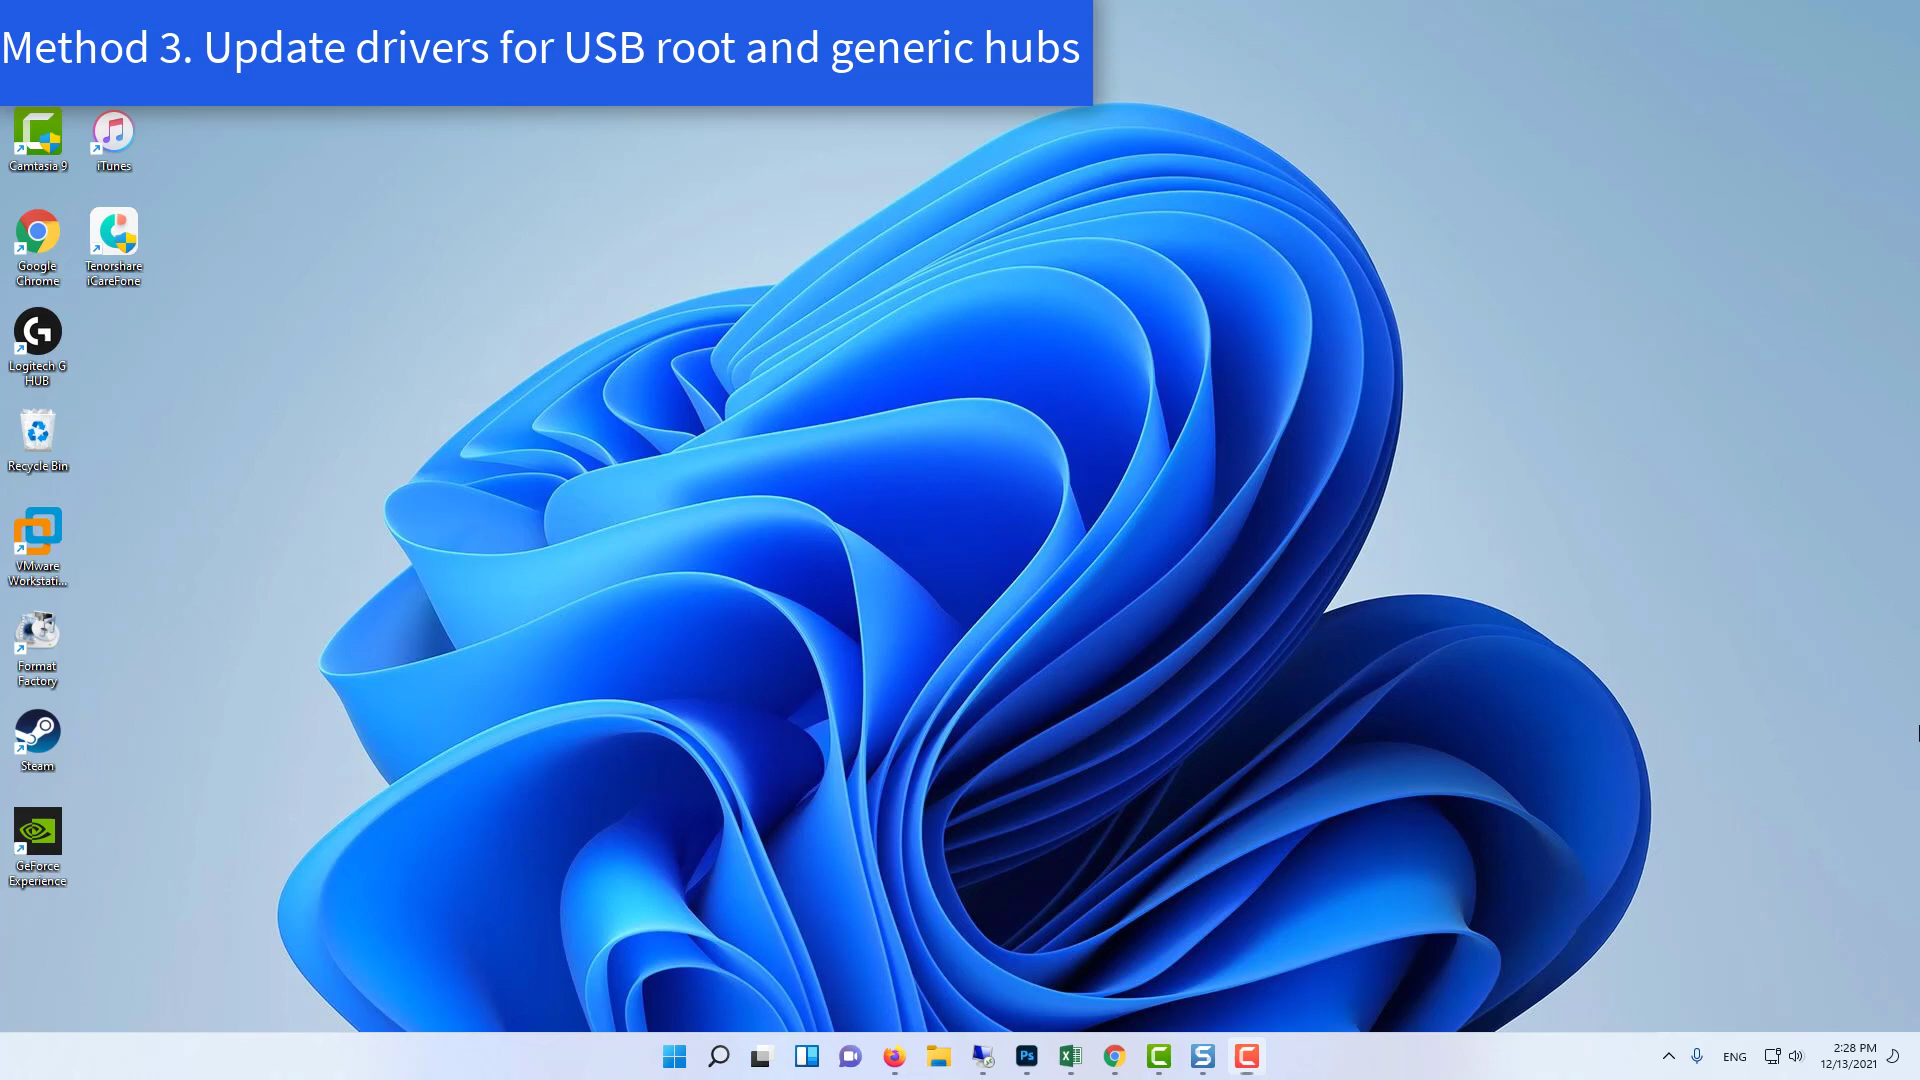 Method 3. Update drivers for USB root and generic hubs
Camtasia 9
iTunes
Google
Chrome
Tenorshare
iCareFone
Logitech G
HUB
Recycle Bin
VMware
Workstati...
Format
Factory
Steam
GeForce
Experience
Ps
ENG
2:28 PM
12/13/2021